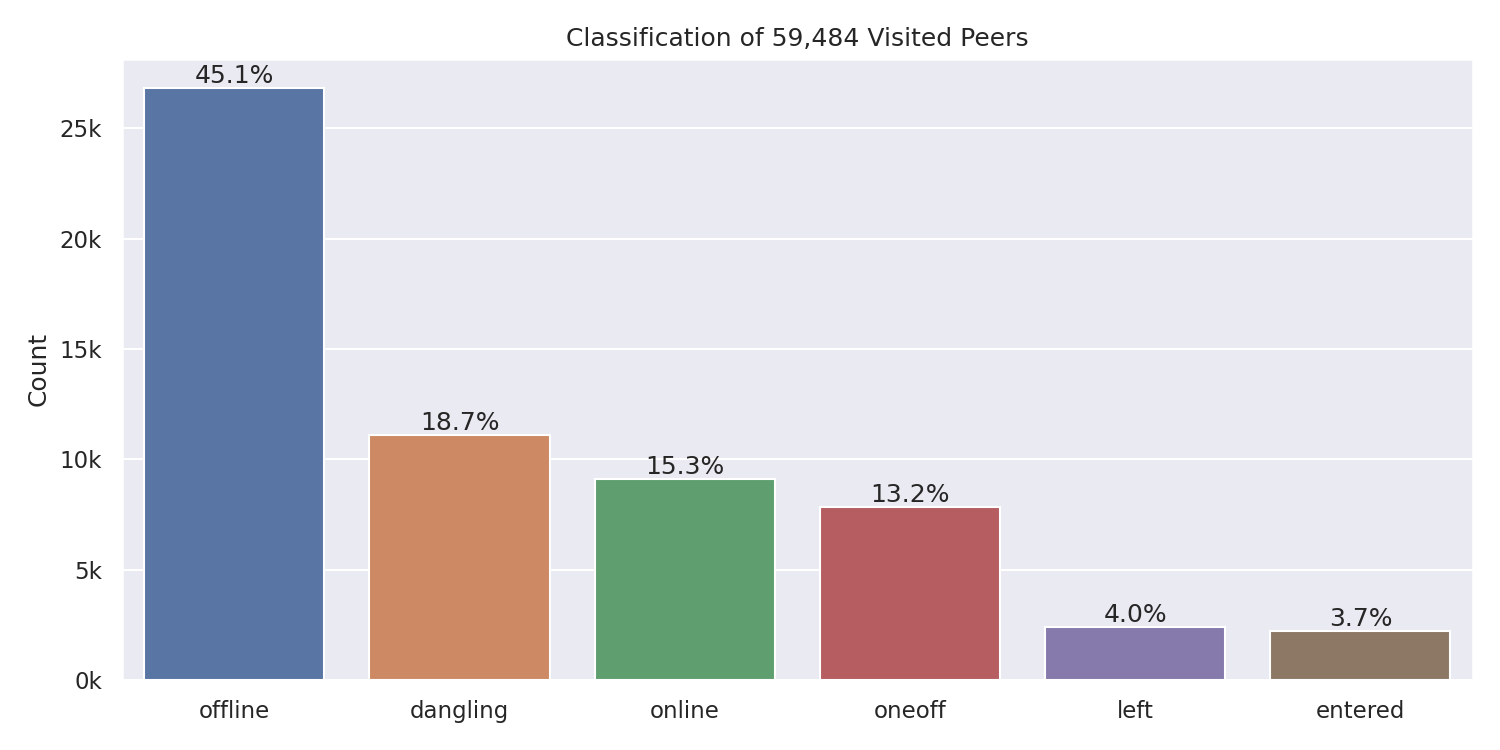 Classification of 59,484 Visited Peers
45.1%
25k
20k
Count
15k
18.7%
10k
15.3%
13.2%
5k
4.0%
3.7%
0k
offline
dangling
online
oneoff
left
entered